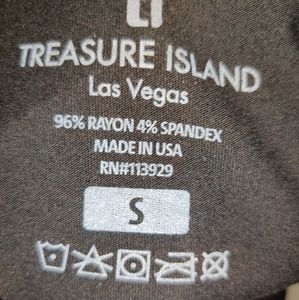 TREASURE ISLAND
Las Vegas
96% RAYON 4% SPANDEX
MADE IN USA
RN#113929
S